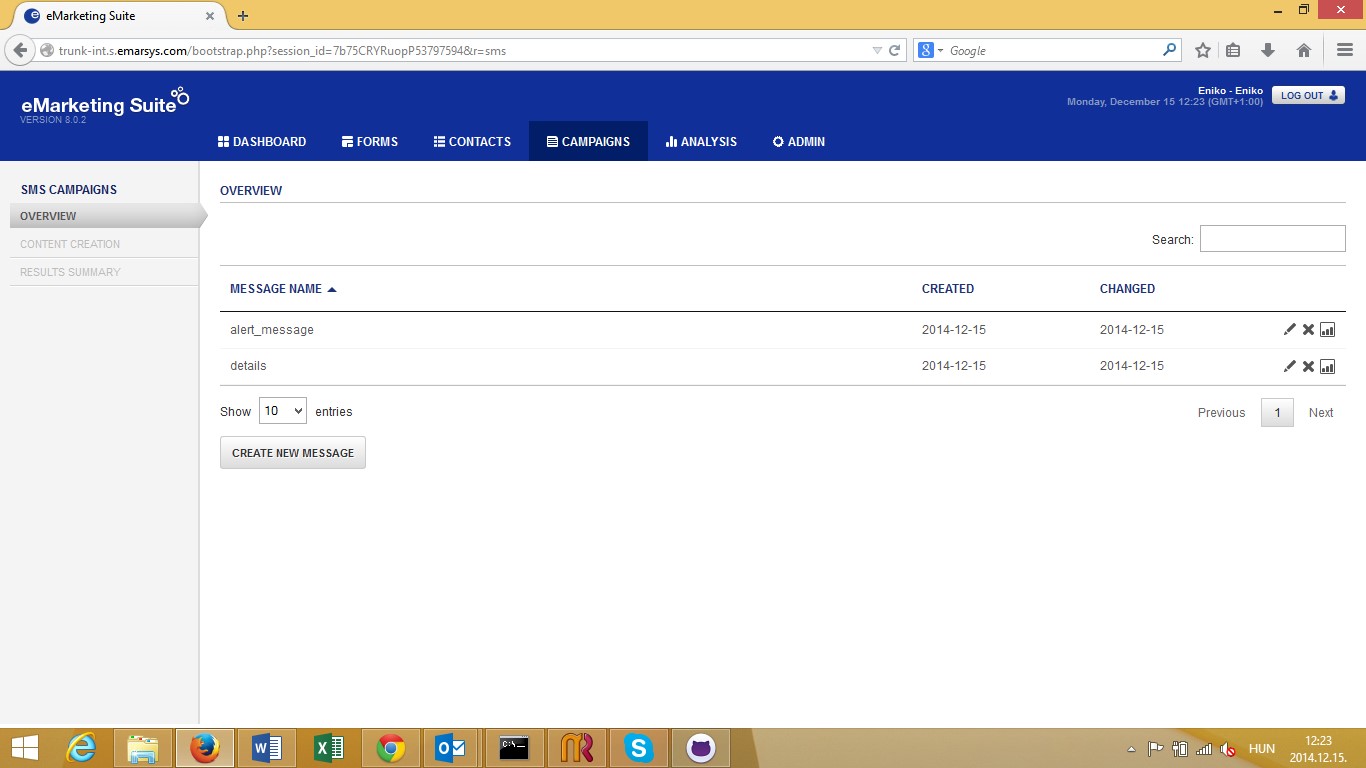 eMarketing Suite
trunk-int.s.emarsys.com/bootstrap.php?session_id=7b75CRYRuopP53797594&r=sms
Google
eMarketing Suite
VERSION 8.0.2
Eniko - Eniko
Monday, December 15 12:23 (GMT+1:00)
LOG OUT
DASHBOARD
FORMS
CONTACTS
CAMPAIGNS
ANALYSIS
ADMIN
SMS CAMPAIGNS
OVERVIEW
CONTENT CREATION
RESULTS SUMMARY
OVERVIEW
Search:
MESSAGE NAME CREATED CHANGED
alert_message 2014-12-15 2014-12-15
details 2014-12-15 2014-12-15
Show 10 entries
Previous 1 Next
CREATE NEW MESSAGE
HUN
12:23
2014.12.15.